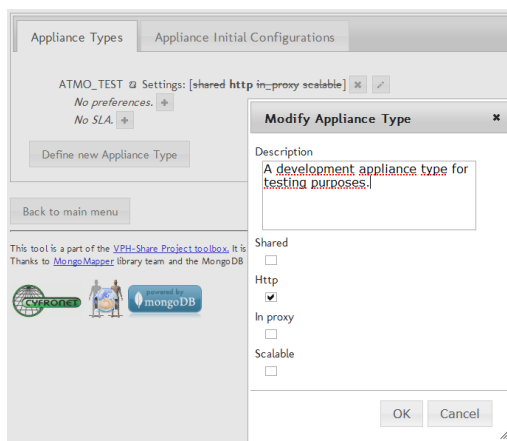 Appliance Types
Appliance Initial Configurations
ATMO_TEST Settings: [shared http in_proxy scalable]
No preferences.
No SLA.
Define new Appliance Type
Back to main menu
This tool is a part of the VPH-Share Project toolbox. It is
Thanks to MongoMapper library team and the MongoDB
CYFRONET
powered by
mongoDB
Modify Appliance Type
Description
A development appliance type for
testing purposes.
Shared
Http
In proxy
Scalable
OK
Cancel